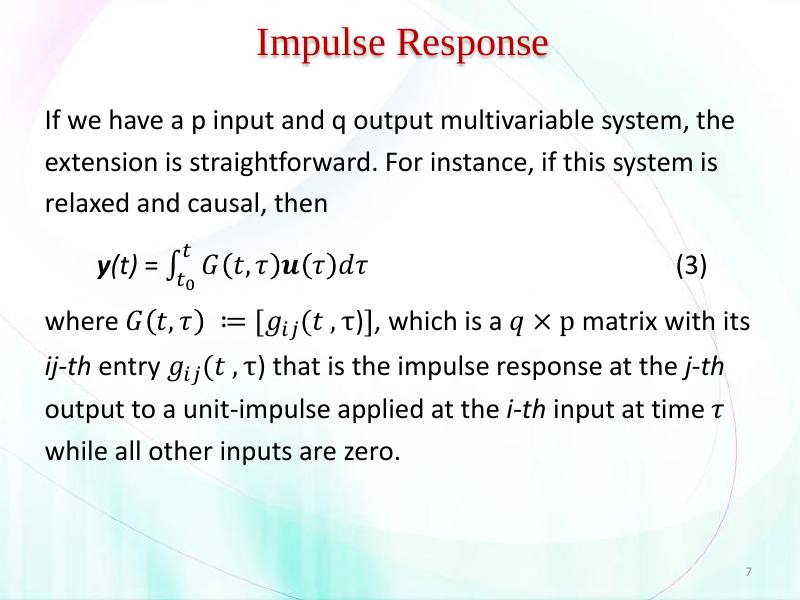 Impulse Response
If we have a p input and q output multivariable system, the
extension is straightforward. For instance, if this system is
relaxed and causal, then
y(t) = ∫_{t_0}^{t} G(t, τ)u(τ)dτ (3)
where G(t, τ) ≔ [g_{ij}(t , τ)], which is a q × p matrix with its
ij-th entry g_{ij}(t , τ) that is the impulse response at the j-th
output to a unit-impulse applied at the i-th input at time τ
while all other inputs are zero.
7